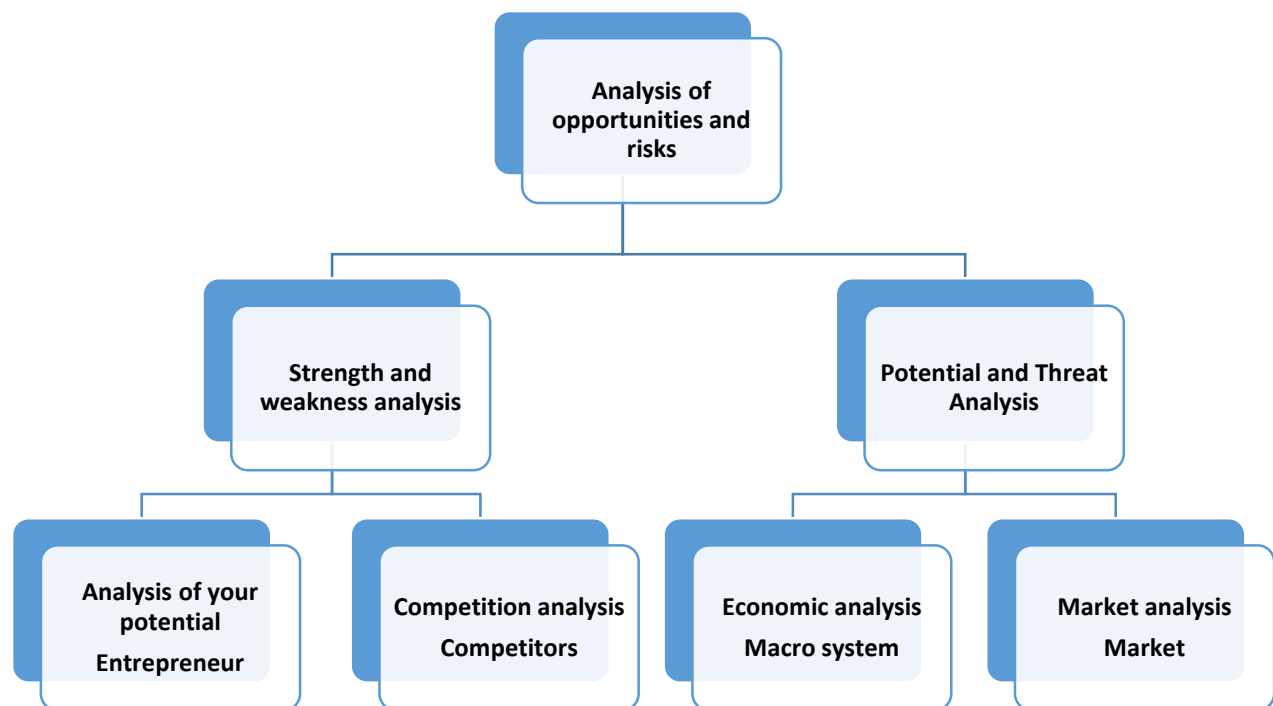 Analysis of
opportunities and
risks
Strength and
weakness analysis
Potential and Threat
Analysis
Analysis of your
potential
Entrepreneur
Competition analysis
Competitors
Economic analysis
Macro system
Market analysis
Market